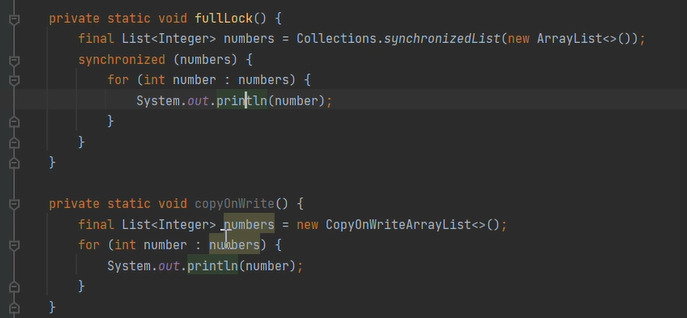 private static void fullLock() {
final List<Integer> numbers = Collections.synchronizedList(new ArrayList<>());
synchronized (numbers) {
for (int number : numbers) {
System.out.println(number);
}
}
}
private static void copyOnWrite() {
final List<Integer> numbers = new CopyOnWriteArrayList<>();
for (int number : numbers) {
System.out.println(number);
}
}